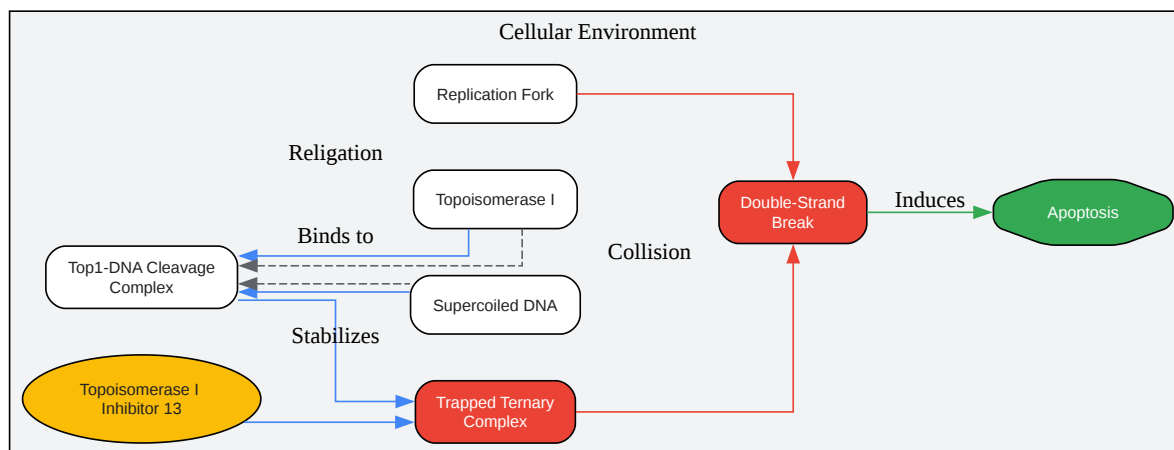 Cellular Environment
Replication Fork
Religation
Topoisomerase I
Double-Strand
Break
Induces
Apoptosis
Binds to
Collision
Top1-DNA Cleavage
Complex
Supercoiled DNA
Stabilizes
Topoisomerase I
Inhibitor 13
Trapped Ternary
Complex